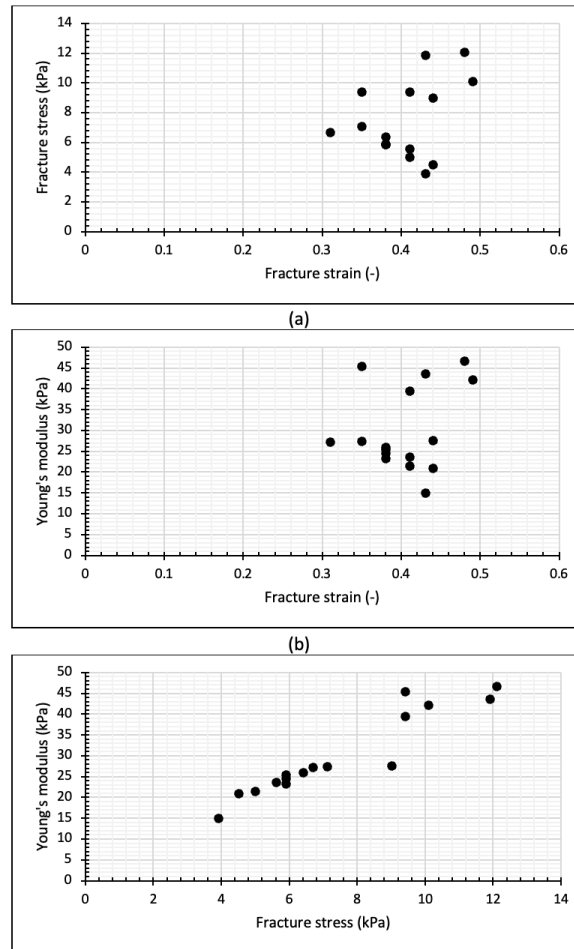 Fracture stress (kPa)
12
10
8
6
4
2
0
0 0.1 0.2 0.3 0.4 0.5 0.6
Fracture strain (-)
(a)
Young's modulus (kPa)
50
45
40
35
30
25
20
15
10
5
0
0 0.1 0.2 0.3 0.4 0.5 0.6
Fracture strain (-)
(b)
Young's modulus (kPa)
50
45
40
35
30
25
20
15
10
5
0
0 2 4 6 8 10 12 14
Fracture stress (kPa)